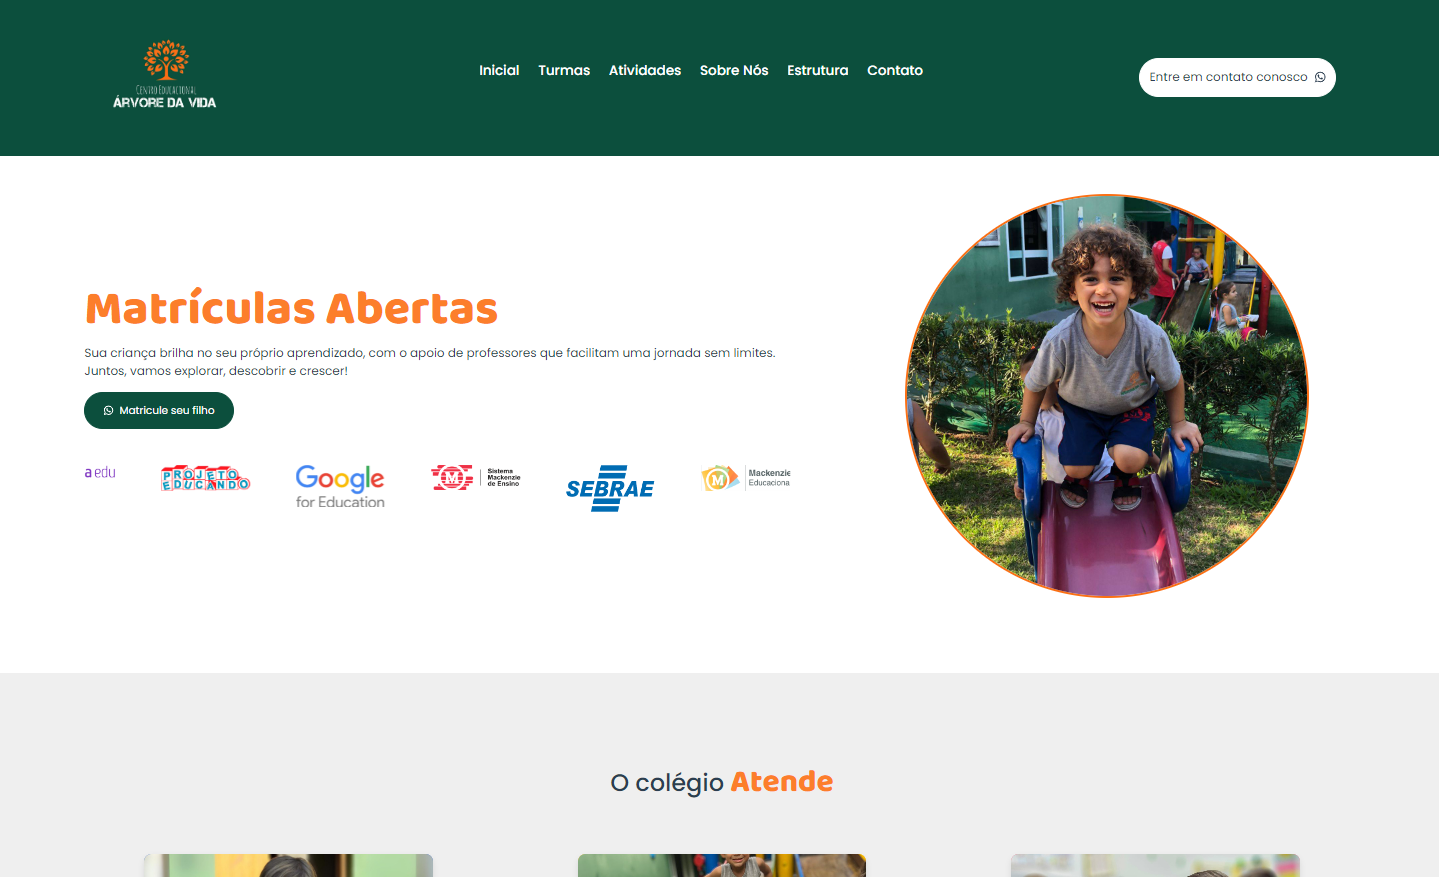 Centro Educacional
ÁRVORE DA VIDA
Inicial
Turmas
Atividades
Sobre Nós
Estrutura
Contato
Entre em contato conosco
Matrículas Abertas
Sua criança brilha no seu próprio aprendizado, com o apoio de professores que facilitam uma jornada sem limites.
Juntos, vamos explorar, descobrir e crescer!
Matricule seu filho
a edu
PROJETO
EDUCANDO
Google
for Education
M
Sistema
Mackenzie
de Ensino
SEBRAE
M
Mackenzie
Educaciona
O colégio Atende